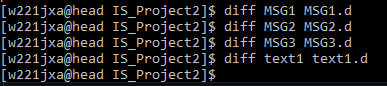 [w221jxa@head IS_Project2]$ diff MSG1 MSG1.d
[w221jxa@head IS_Project2]$ diff MSG2 MSG2.d
[w221jxa@head IS_Project2]$ diff MSG3 MSG3.d
[w221jxa@head IS_Project2]$ diff text1 text1.d
[w221jxa@head IS_Project2]$